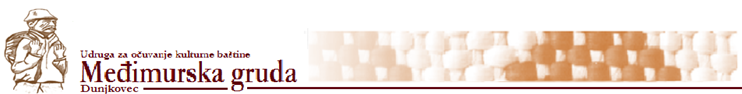 Udruga za očuvanje kulturne baštine
Međimurska gruda
Dunjkovec